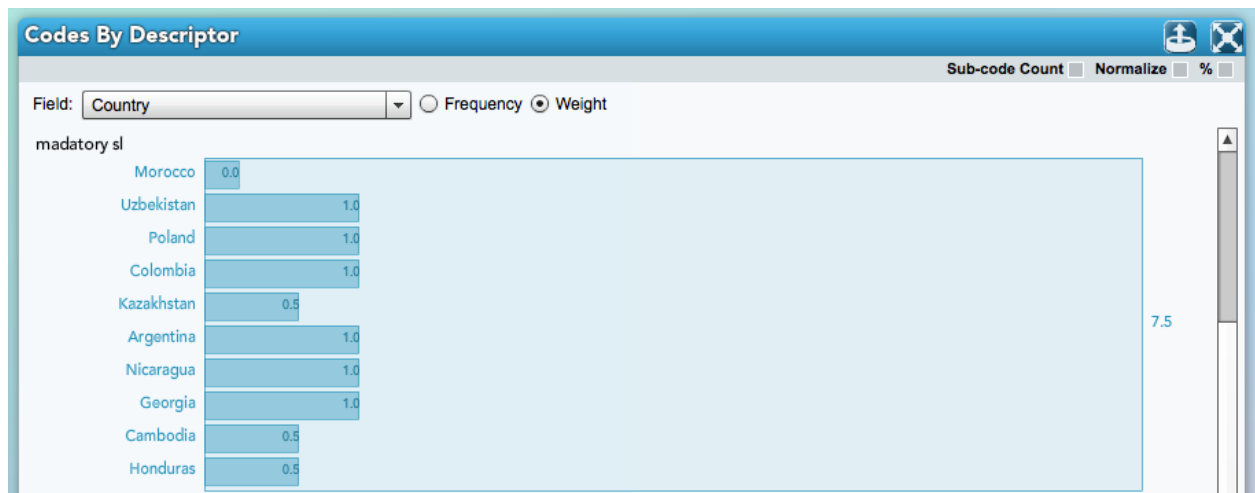 Codes By Descriptor
Sub-code Count Normalize %
Field: Country Frequency Weight
madatory sl
Morocco 0.0
Uzbekistan 1.0
Poland 1.0
Colombia 1.0
Kazakhstan 0.5
7.5
Argentina 1.0
Nicaragua 1.0
Georgia 1.0
Cambodia 0.5
Honduras 0.5